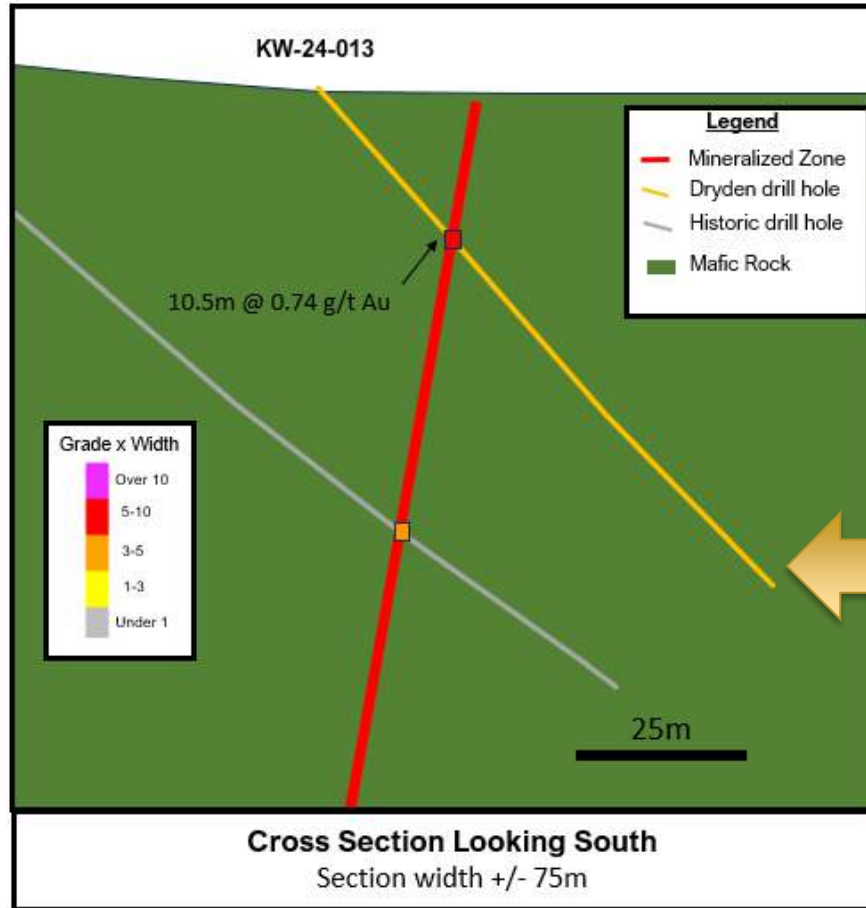 KW-24-013
Legend
Mineralized Zone
Dryden drill hole
Historic drill hole
Mafic Rock
10.5m @ 0.74 g/t Au
Grade x Width
Over 10
5-10
3-5
1-3
Under 1
25m
Cross Section Looking South
Section width +/- 75m